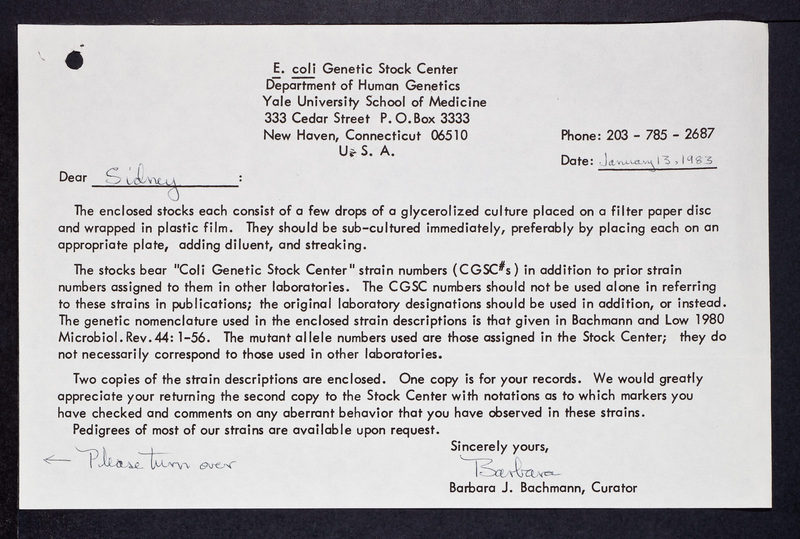 E. coli Genetic Stock Center
Department of Human Genetics
Yale University School of Medicine
333 Cedar Street P.O.Box 3333
New Haven, Connecticut 06510
U. S. A.
Phone: 203 - 785 - 2687
Date: January 13, 1983
Dear Sidney :
The enclosed stocks each consist of a few drops of a glycerolized culture placed on a filter paper disc
and wrapped in plastic film. They should be sub-cultured immediately, preferably by placing each on an
appropriate plate, adding diluent, and streaking.
The stocks bear "Coli Genetic Stock Center" strain numbers (CGSC#s) in addition to prior strain
numbers assigned to them in other laboratories. The CGSC numbers should not be used alone in referring
to these strains in publications; the original laboratory designations should be used in addition, or instead.
The genetic nomenclature used in the enclosed strain descriptions is that given in Bachmann and Low 1980
Microbiol.Rev.44:1-56. The mutant allele numbers used are those assigned in the Stock Center; they do
not necessarily correspond to those used in other laboratories.
Two copies of the strain descriptions are enclosed. One copy is for your records. We would greatly
appreciate your returning the second copy to the Stock Center with notations as to which markers you
have checked and comments on any aberrant behavior that you have observed in these strains.
Pedigrees of most of our strains are available upon request.
Sincerely yours,
← Please turn over
Barbara
Barbara J. Bachmann, Curator